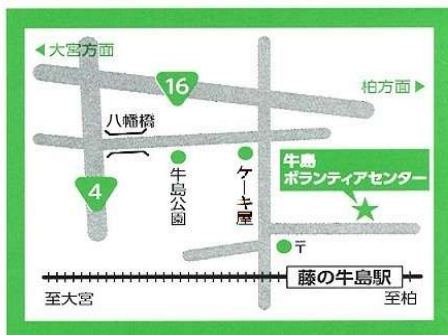 ◀大宮方面
16
柏方面▶
八幡橋
4
牛島公園
ケーキ屋
牛島
ボランティアセンター
〒
藤の牛島駅
至大宮
至柏